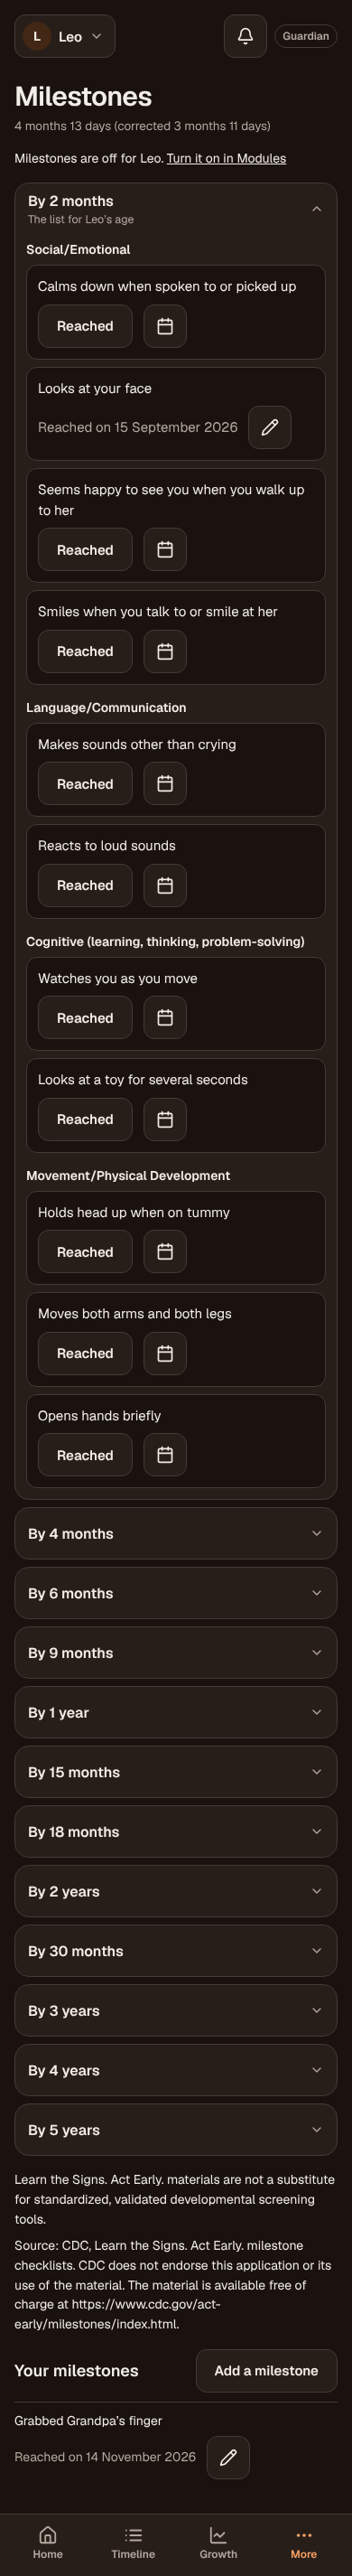 L Leo
Guardian
Milestones
4 months 13 days (corrected 3 months 11 days)
Milestones are off for Leo. Turn it on in Modules
By 2 months
The list for Leo's age
Social/Emotional
Calms down when spoken to or picked up
Reached
Looks at your face
Reached on 15 September 2026
Seems happy to see you when you walk up
to her
Reached
Smiles when you talk to or smile at her
Reached
Language/Communication
Makes sounds other than crying
Reached
Reacts to loud sounds
Reached
Cognitive (learning, thinking, problem-solving)
Watches you as you move
Reached
Looks at a toy for several seconds
Reached
Movement/Physical Development
Holds head up when on tummy
Reached
Moves both arms and both legs
Reached
Opens hands briefly
Reached
By 4 months
By 6 months
By 9 months
By 1 year
By 15 months
By 18 months
By 2 years
By 30 months
By 3 years
By 4 years
By 5 years
Learn the Signs. Act Early. materials are not a substitute
for standardized, validated developmental screening
tools.
Source: CDC, Learn the Signs. Act Early. milestone
checklists. CDC does not endorse this application or its
use of the material. The material is available free of
charge at https://www.cdc.gov/act-
early/milestones/index.html.
Your milestones
Add a milestone
Grabbed Grandpa's finger
Reached on 14 November 2026
Home
Timeline
Growth
More